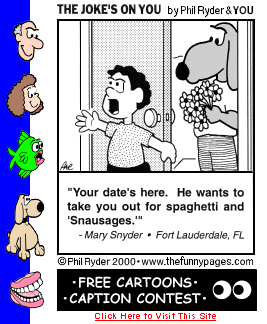 THE JOKE'S ON YOU by Phil Ryder & YOU
"Your date's here. He wants to
take you out for spaghetti and
'Snausages.'"
- Mary Snyder • Fort Lauderdale, FL
©Phil Ryder 2000 • www.thefunnypages.com
• FREE CARTOONS •
• CAPTION CONTEST •
Click Here to Visit This Site